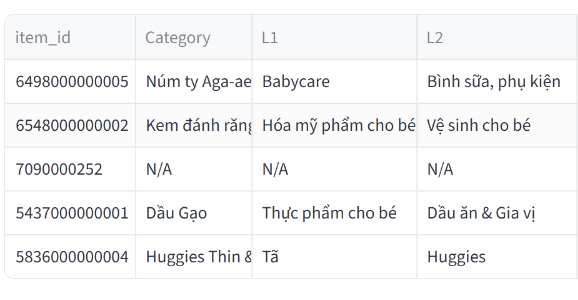 item_id Category L1 L2
6498000000005 Núm ty Aga-ae Babycare Bình sữa, phụ kiện
6548000000002 Kem đánh răng Hóa mỹ phẩm cho bé Vệ sinh cho bé
7090000252 N/A N/A N/A
5437000000001 Dầu Gạo Thực phẩm cho bé Dầu ăn & Gia vị
5836000000004 Huggies Thin & Tã Huggies